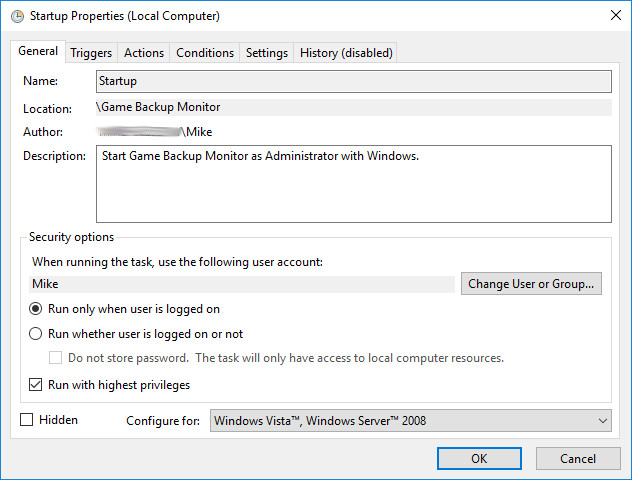 Startup Properties (Local Computer)
General Triggers Actions Conditions Settings History (disabled)
Name: Startup
Location: \Game Backup Monitor
Author: \Mike
Description: Start Game Backup Monitor as Administrator with Windows.
Security options
When running the task, use the following user account:
Mike Change User or Group...
Run only when user is logged on
Run whether user is logged on or not
Do not store password. The task will only have access to local computer resources.
Run with highest privileges
Hidden Configure for: Windows Vista™, Windows Server™ 2008
OK Cancel